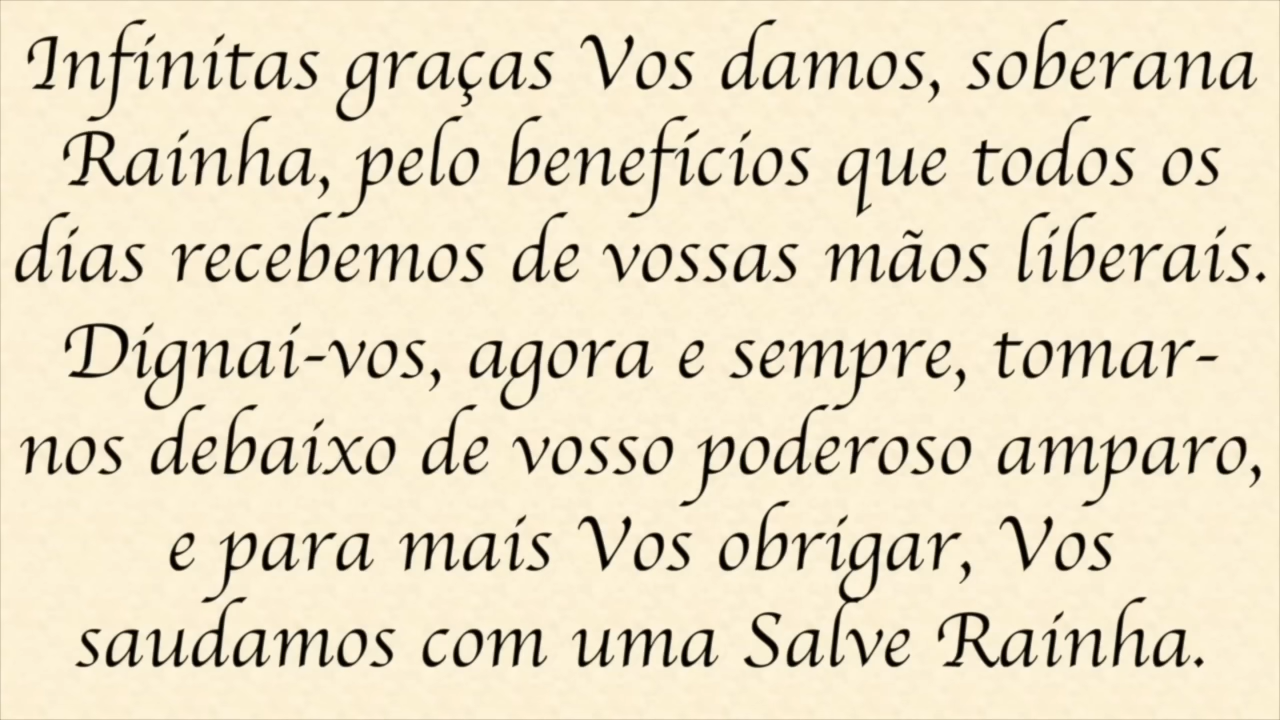 Infinitas graças Vos damos, soberana
Rainha, pelo benefícios que todos os
dias recebemos de vossas mãos liberais.
Dignai-vos, agora e sempre, tomar-
nos debaixo de vosso poderoso amparo,
e para mais Vos obrigar, Vos
saudamos com uma Salve Rainha.